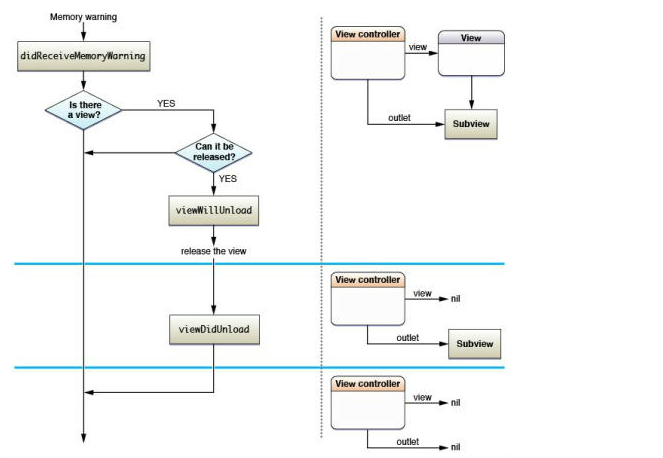 Memory warning
didReceiveMemoryWarning
Is there
a view?
YES
Can it be
released?
YES
viewWillUnload
release the view
viewDidUnload
View controller
view
View
outlet
Subview
View controller
view
nil
outlet
Subview
View controller
view
nil
outlet
nil